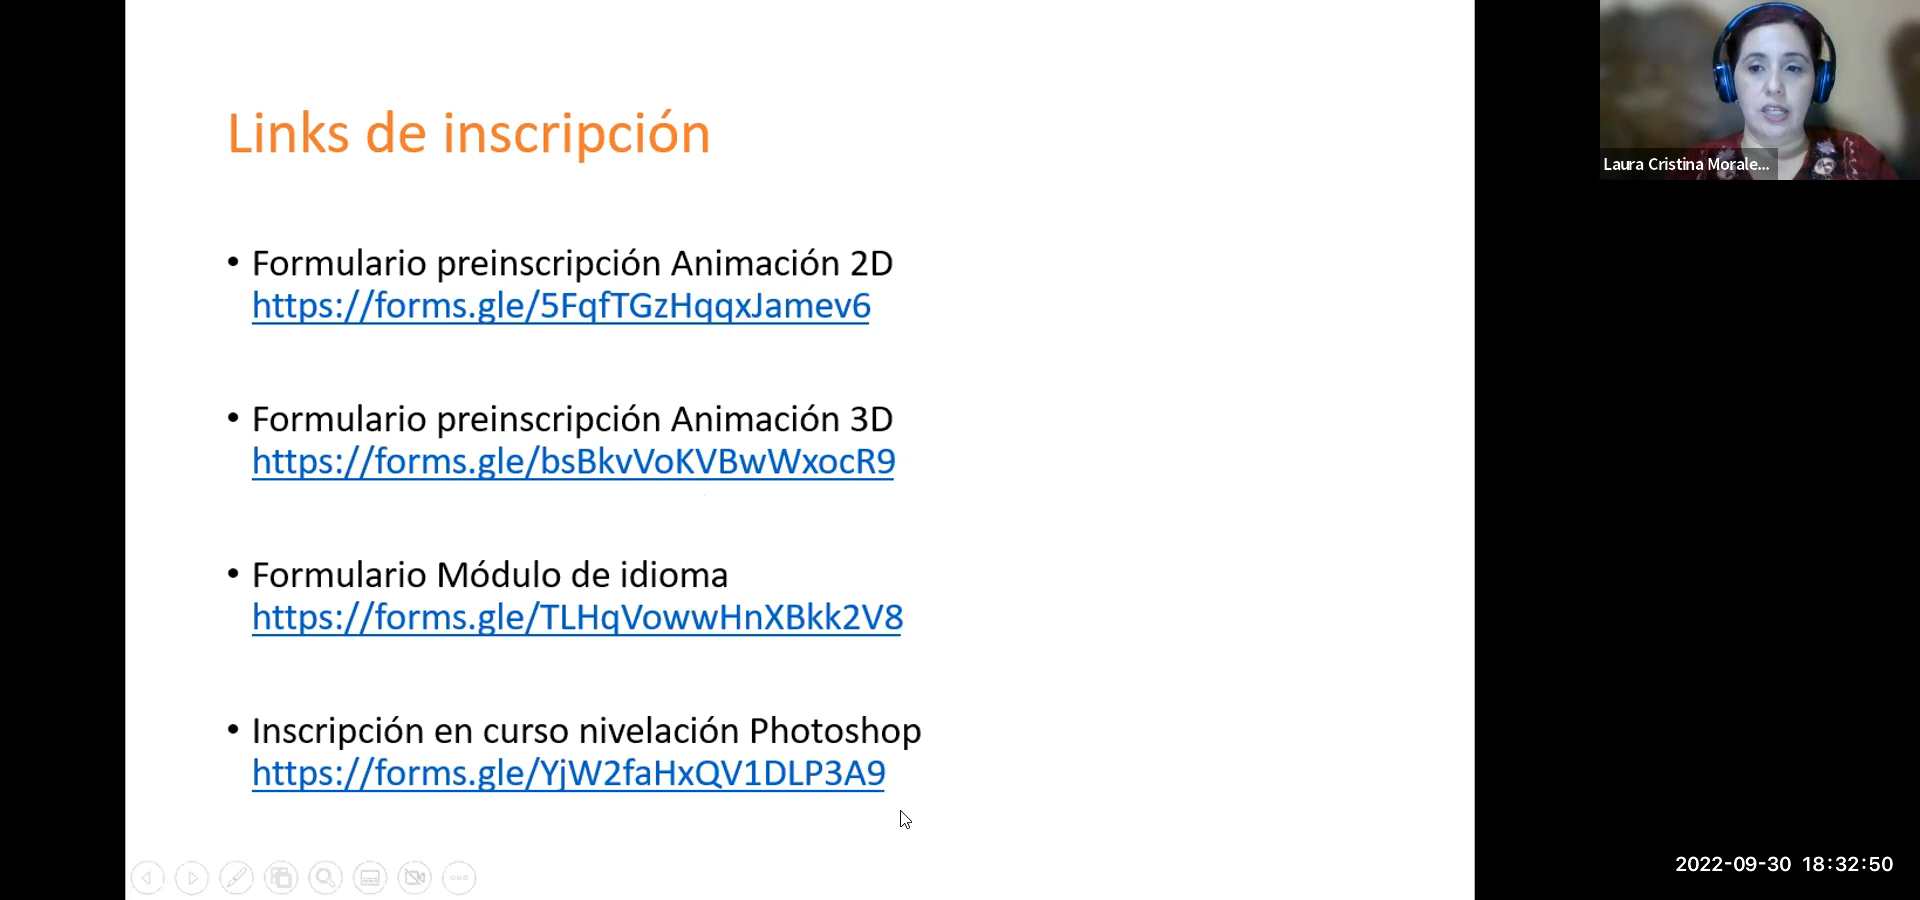 Links de inscripción
• Formulario preinscripción Animación 2D
https://forms.gle/5FqfTGzHqqxJamev6
• Formulario preinscripción Animación 3D
https://forms.gle/bsBkvVoKVBwWxocR9
• Formulario Módulo de idioma
https://forms.gle/TLHqVowwHnXBkk2V8
• Inscripción en curso nivelación Photoshop
https://forms.gle/YjW2faHxQV1DLP3A9
Laura Cristina Morale...
2022-09-30 18:32:50